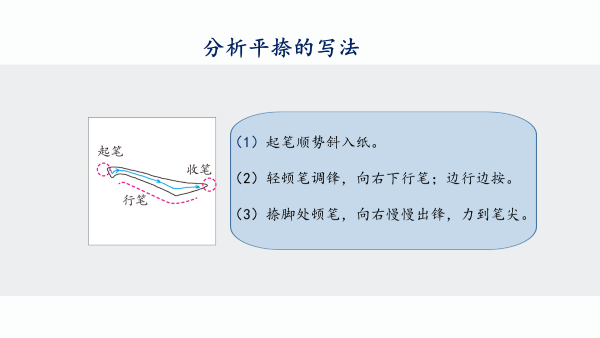 分析平捺的写法
起笔
收笔
行笔
（1）起笔顺势斜入纸。
（2）轻顿笔调锋，向右下行笔；边行边按。
（3）捺脚处顿笔，向右慢慢出锋，力到笔尖。